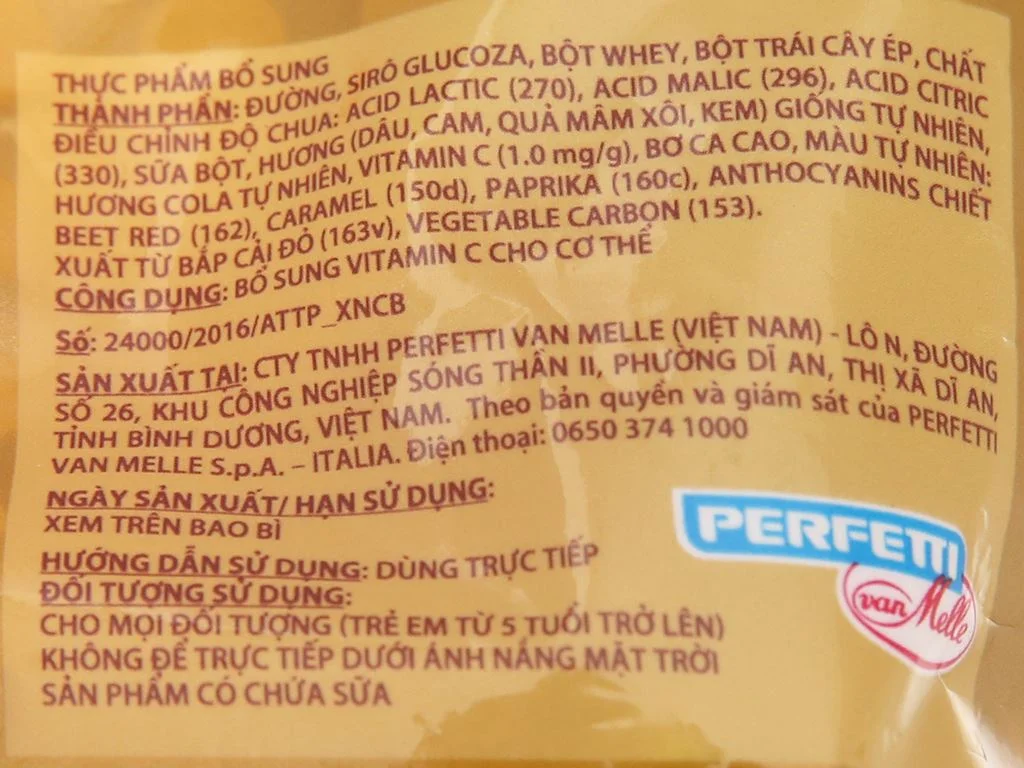 THỰC PHẨM BỔ SUNG
THÀNH PHẦN: ĐƯỜNG, SIRÔ GLUCOZA, BỘT WHEY, BỘT TRÁI CÂY ÉP, CHẤT
ĐIỀU CHỈNH ĐỘ CHUA: ACID LACTIC (270), ACID MALIC (296), ACID CITRIC
(330), SỮA BỘT, HƯƠNG (DÂU, CAM, QUẢ MÂM XÔI, KEM) GIỐNG TỰ NHIÊN,
HƯƠNG COLA TỰ NHIÊN, VITAMIN C (1.0 mg/g), BƠ CA CAO, MÀU TỰ NHIÊN:
BEET RED (162), CARAMEL (150d), PAPRIKA (160c), ANTHOCYANINS CHIẾT
XUẤT TỪ BẮP CẢI ĐỎ (163v), VEGETABLE CARBON (153).
CÔNG DỤNG: BỔ SUNG VITAMIN C CHO CƠ THỂ
Số: 24000/2016/ATTP_XNCB
SẢN XUẤT TẠI: CTY TNHH PERFETTI VAN MELLE (VIỆT NAM) - LÔ N, ĐƯỜNG
SỐ 26, KHU CÔNG NGHIỆP SÓNG THẦN II, PHƯỜNG DĨ AN, THỊ XÃ DĨ AN,
TỈNH BÌNH DƯƠNG, VIỆT NAM. Theo bản quyền và giám sát của PERFETTI
VAN MELLE S.p.A. – ITALIA. Điện thoại: 0650 374 1000
NGÀY SẢN XUẤT/ HẠN SỬ DỤNG:
XEM TRÊN BAO BÌ
HƯỚNG DẪN SỬ DỤNG: DÙNG TRỰC TIẾP
ĐỐI TƯỢNG SỬ DỤNG:
CHO MỌI ĐỐI TƯỢNG (TRẺ EM TỪ 5 TUỔI TRỞ LÊN)
KHÔNG ĐỂ TRỰC TIẾP DƯỚI ÁNH NẮNG MẶT TRỜI
SẢN PHẨM CÓ CHỨA SỮA
PERFETTI
van Melle